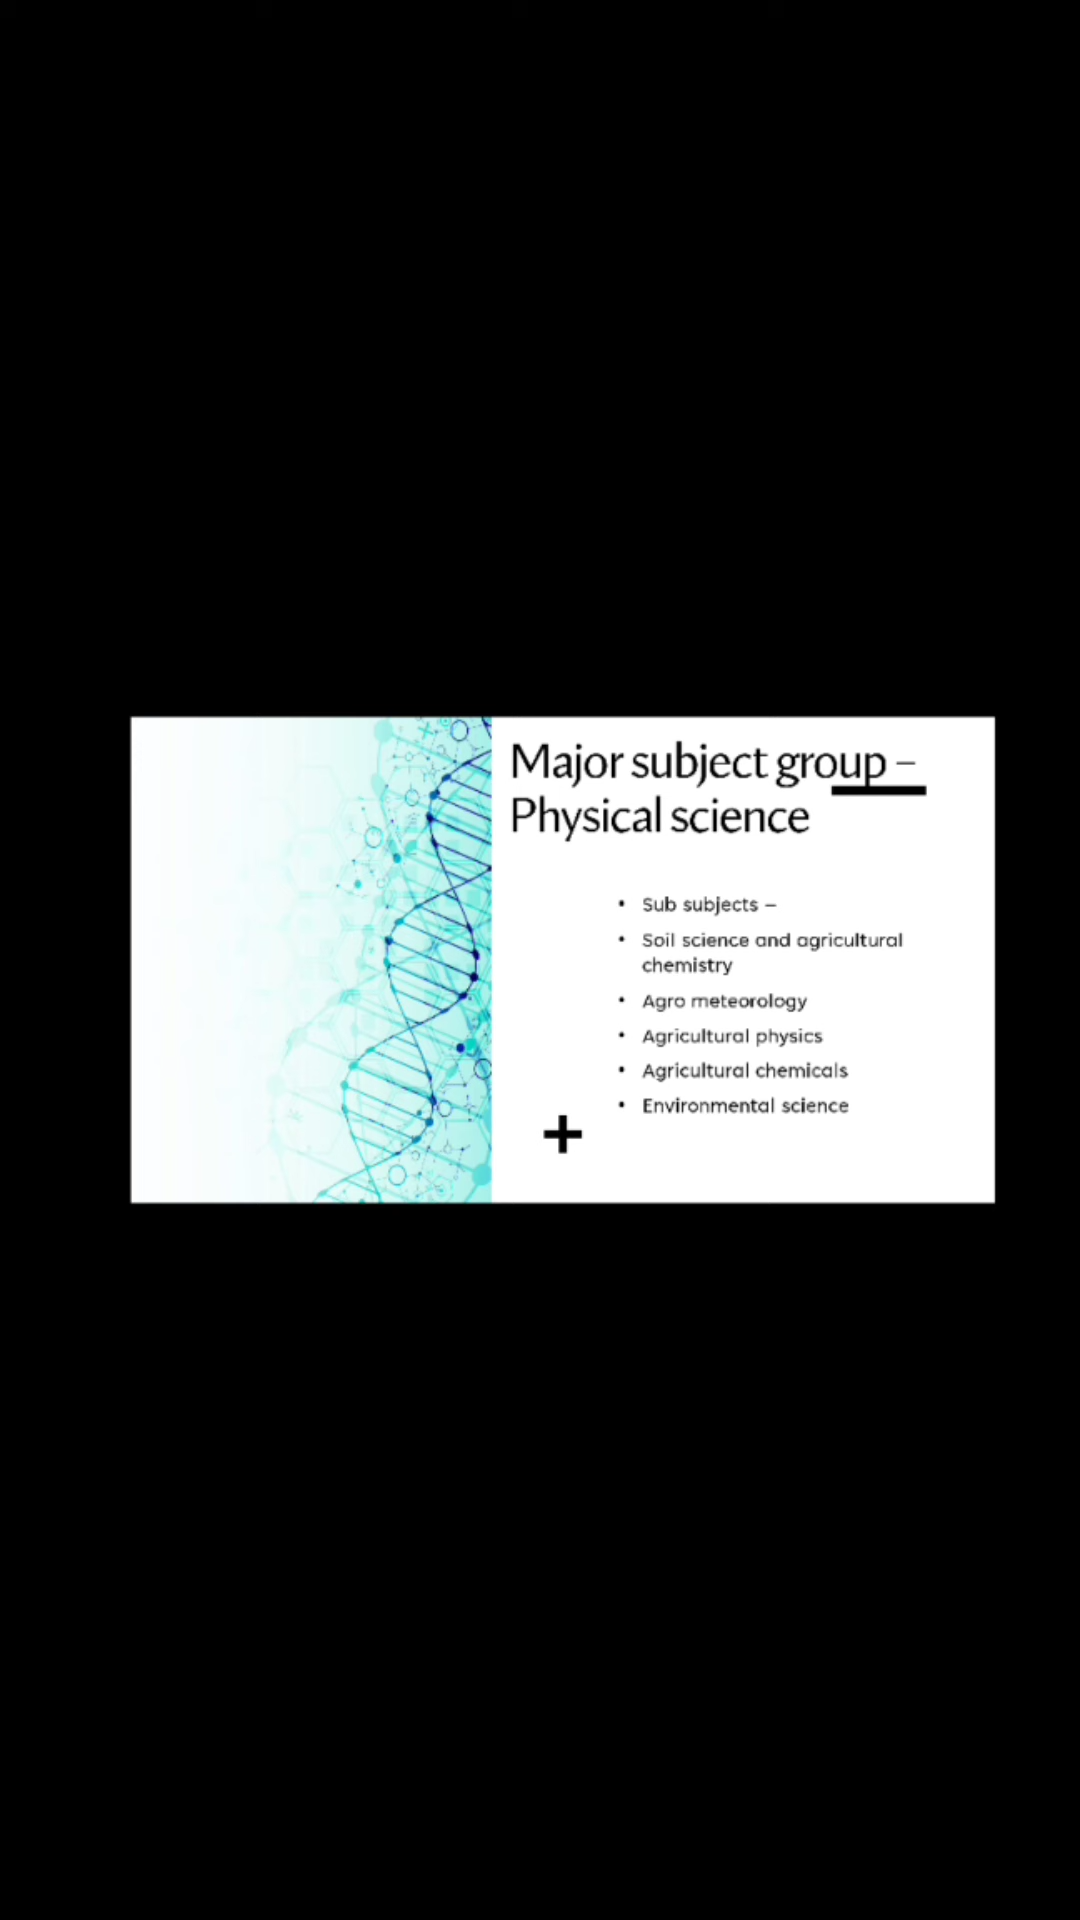 Major subject group –
Physical science
• Sub subjects –
• Soil science and agricultural
chemistry
• Agro meteorology
• Agricultural physics
• Agricultural chemicals
• Environmental science